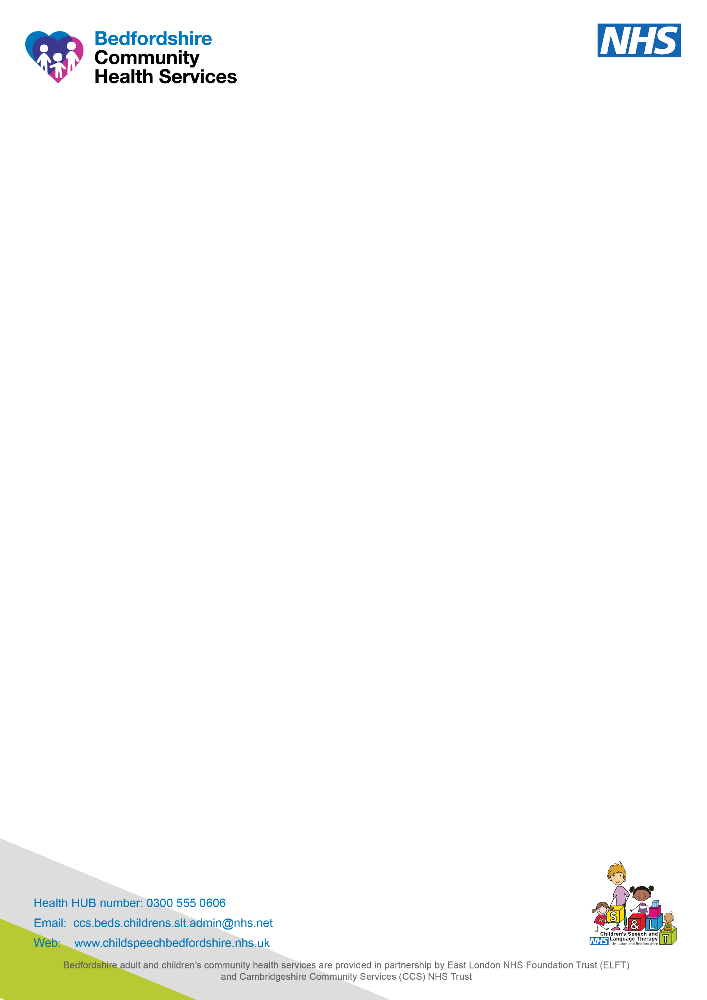 Bedfordshire
Community
Health Services
NHS
Health HUB number: 0300 555 0606
Email: ccs.beds.childrens.slt.admin@nhs.net
Web: www.childspeechbedfordshire.nhs.uk
S & L T
Children's Speech and
NHS Language Therapy
in Luton and Bedfordshire
Bedfordshire adult and children’s community health services are provided in partnership by East London NHS Foundation Trust (ELFT)
and Cambridgeshire Community Services (CCS) NHS Trust